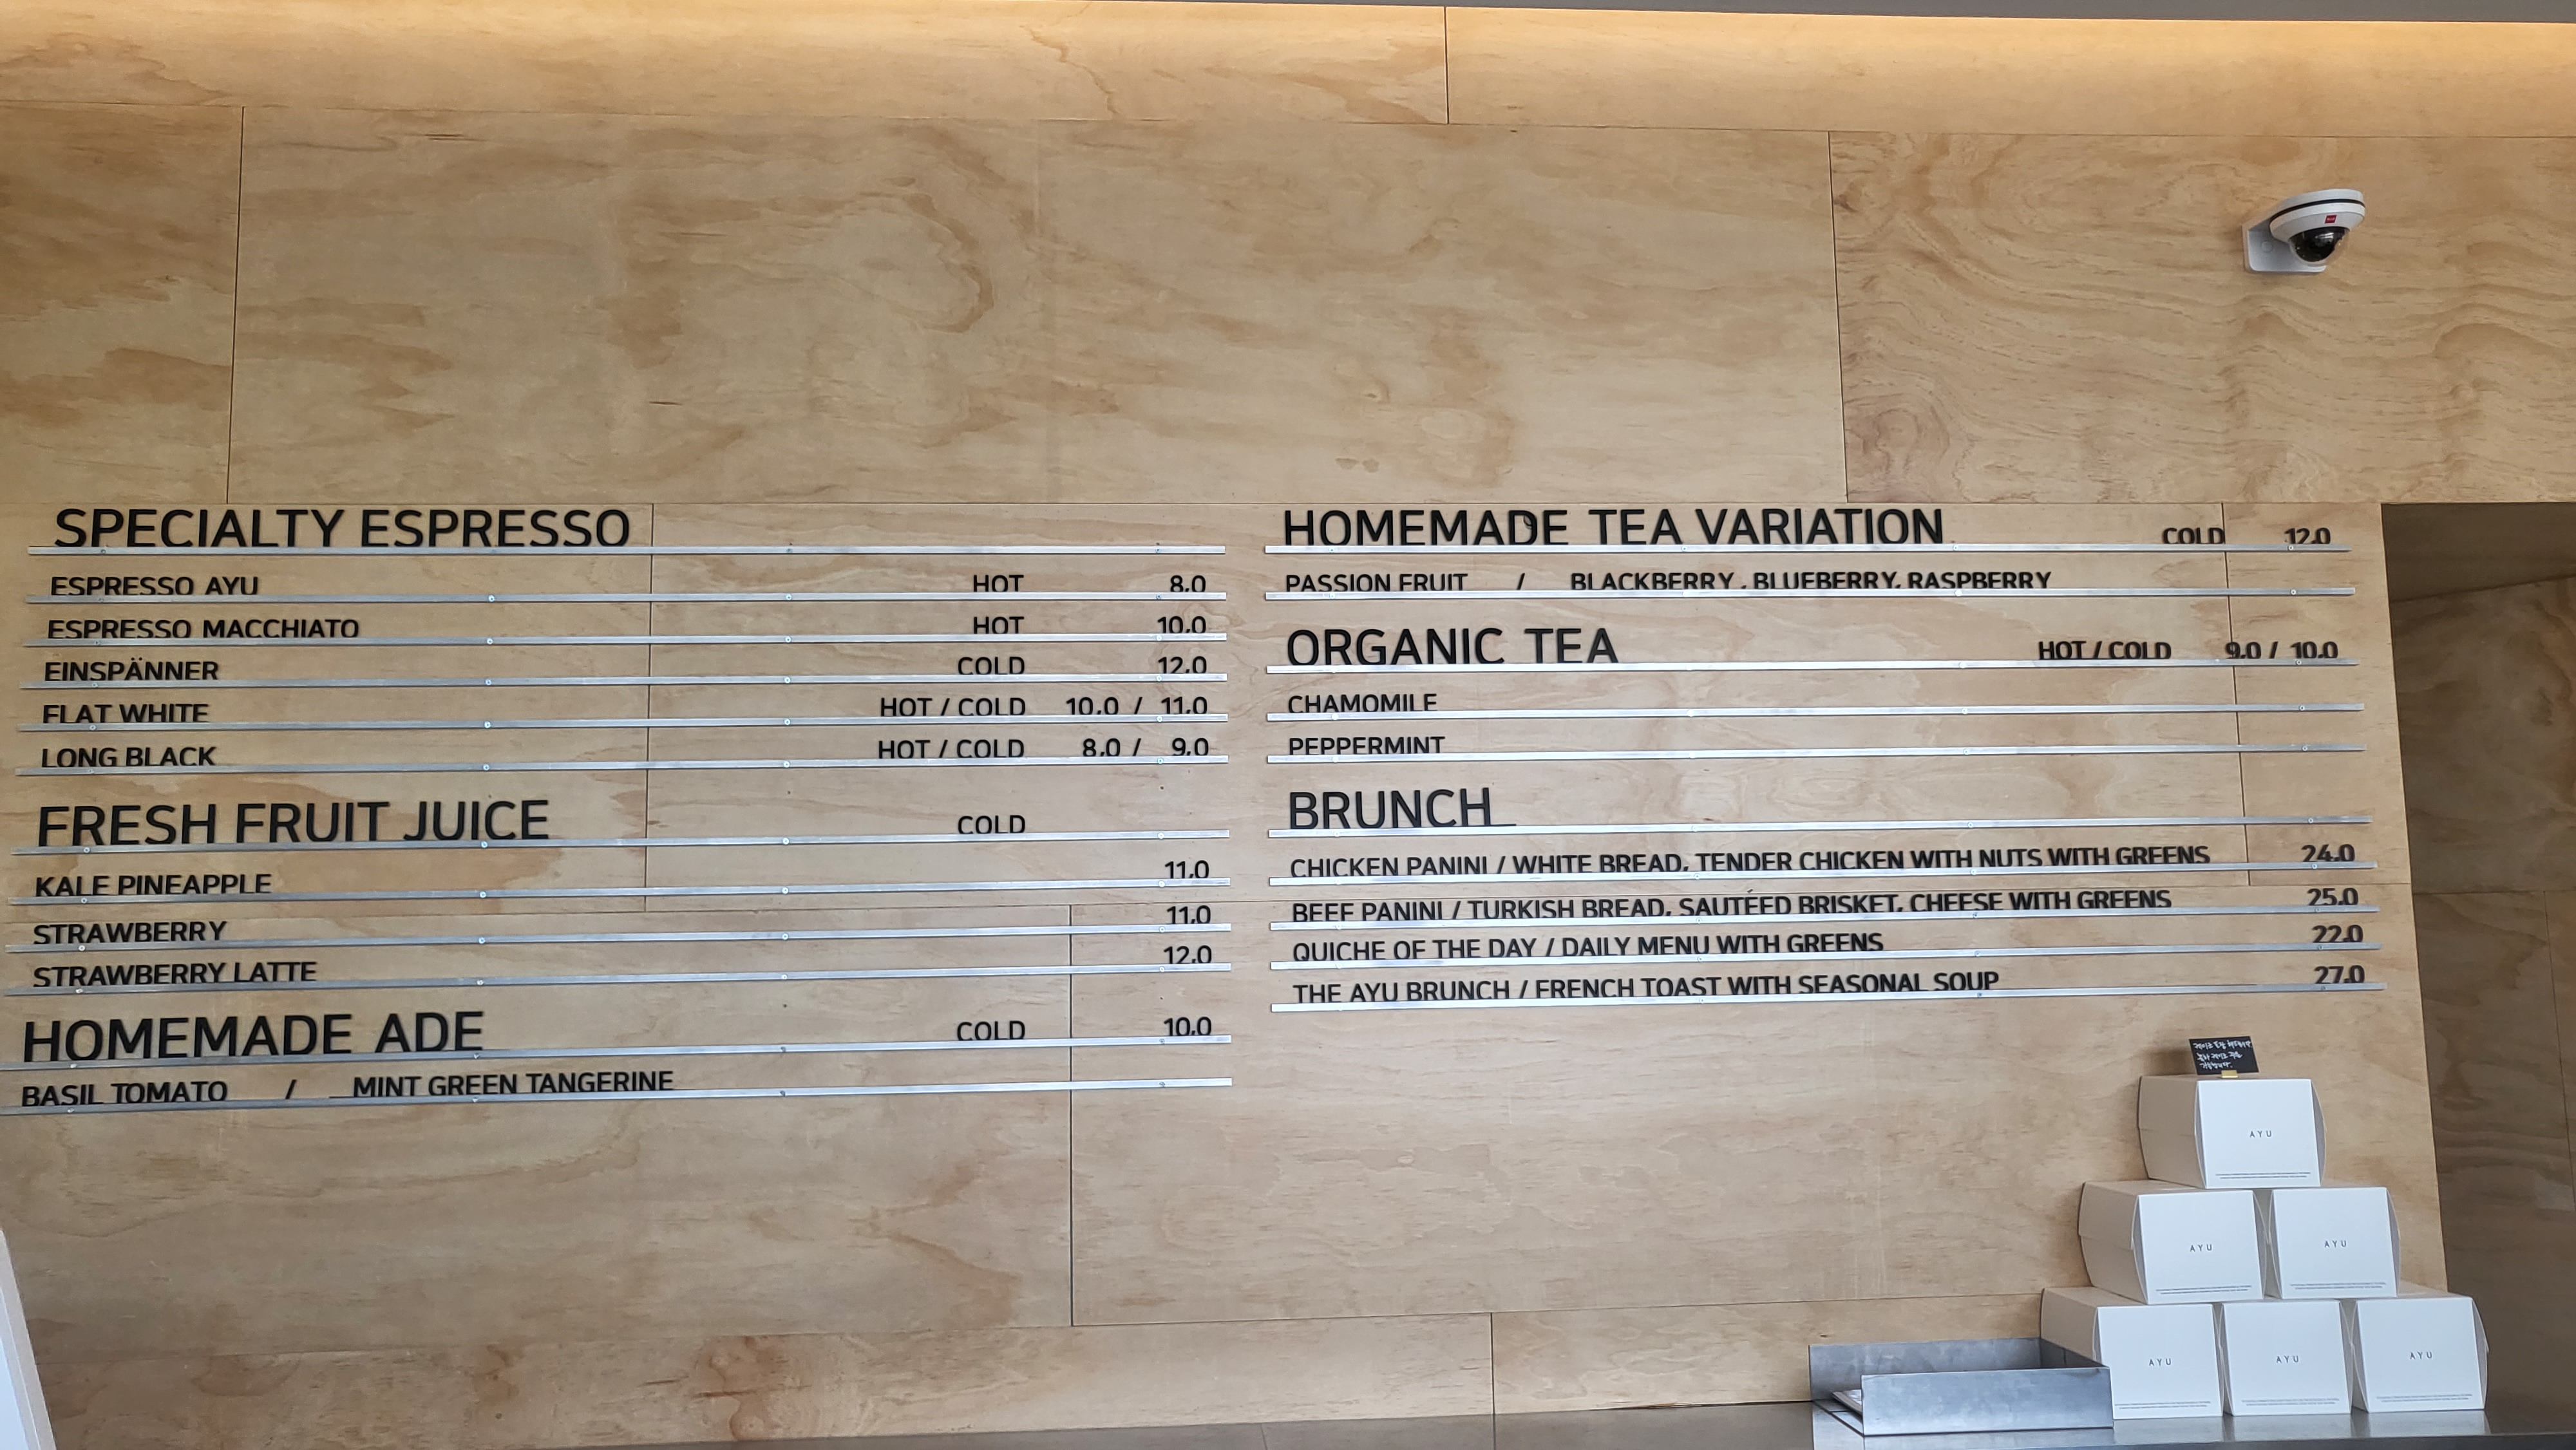 SPECIALTY ESPRESSO
ESPRESSO AYU HOT 8.0
ESPRESSO MACCHIATO HOT 10.0
EINSPÄNNER COLD 12.0
FLAT WHITE HOT / COLD 10.0 / 11.0
LONG BLACK HOT / COLD 8.0 / 9.0
FRESH FRUIT JUICE COLD
KALE PINEAPPLE 11.0
STRAWBERRY 11.0
STRAWBERRY LATTE 12.0
HOMEMADE ADE COLD 10.0
BASIL TOMATO / MINT GREEN TANGERINE
HOMEMADE TEA VARIATION COLD 12.0
PASSION FRUIT / BLACKBERRY , BLUEBERRY, RASPBERRY
ORGANIC TEA HOT / COLD 9.0 / 10.0
CHAMOMILE
PEPPERMINT
BRUNCH
CHICKEN PANINI / WHITE BREAD, TENDER CHICKEN WITH NUTS WITH GREENS 24.0
BEEF PANINI / TURKISH BREAD, SAUTÉED BRISKET, CHEESE WITH GREENS 25.0
QUICHE OF THE DAY / DAILY MENU WITH GREENS 22.0
THE AYU BRUNCH / FRENCH TOAST WITH SEASONAL SOUP 27.0
AYU
AYU
AYU
AYU
AYU
AYU